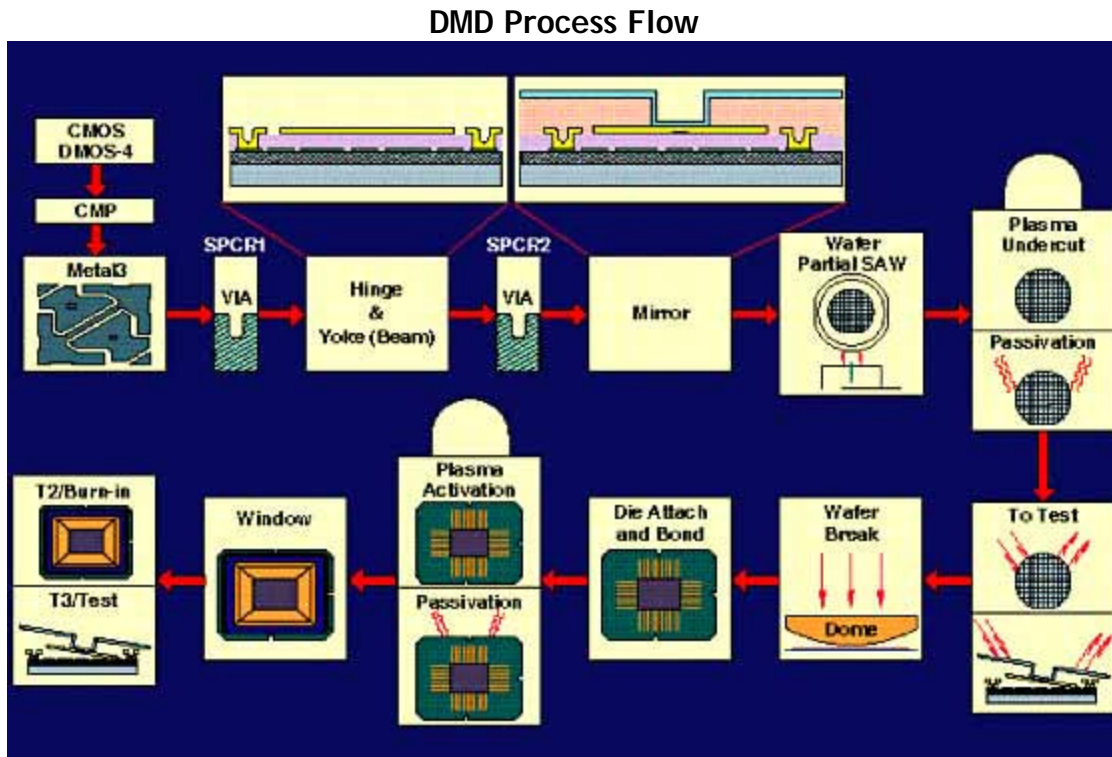 DMD Process Flow
CMOS
DMOS-4
CMP
Metal3
SPCR1
VIA
Hinge
&
Yoke (Beam)
SPCR2
VIA
Mirror
Wafer
Partial SAW
Plasma
Undercut
Passivation
To Test
Wafer
Break
Dome
Die Attach
and Bond
Plasma
Activation
Passivation
Window
T2/Burn-in
T3/Test